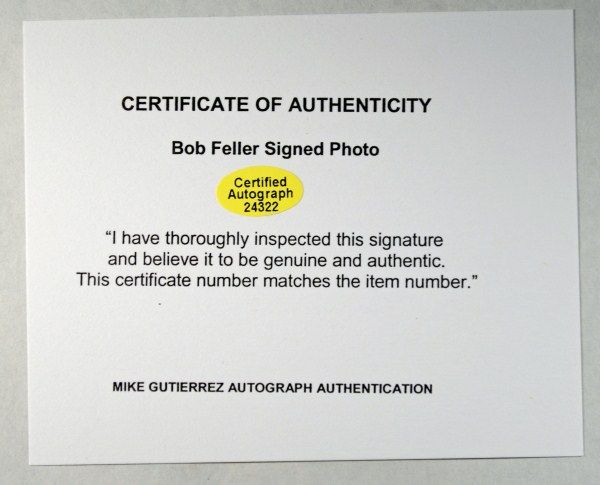 CERTIFICATE OF AUTHENTICITY
Bob Feller Signed Photo
Certified
Autograph
24322
“I have thoroughly inspected this signature
and believe it to be genuine and authentic.
This certificate number matches the item number.”
MIKE GUTIERREZ AUTOGRAPH AUTHENTICATION